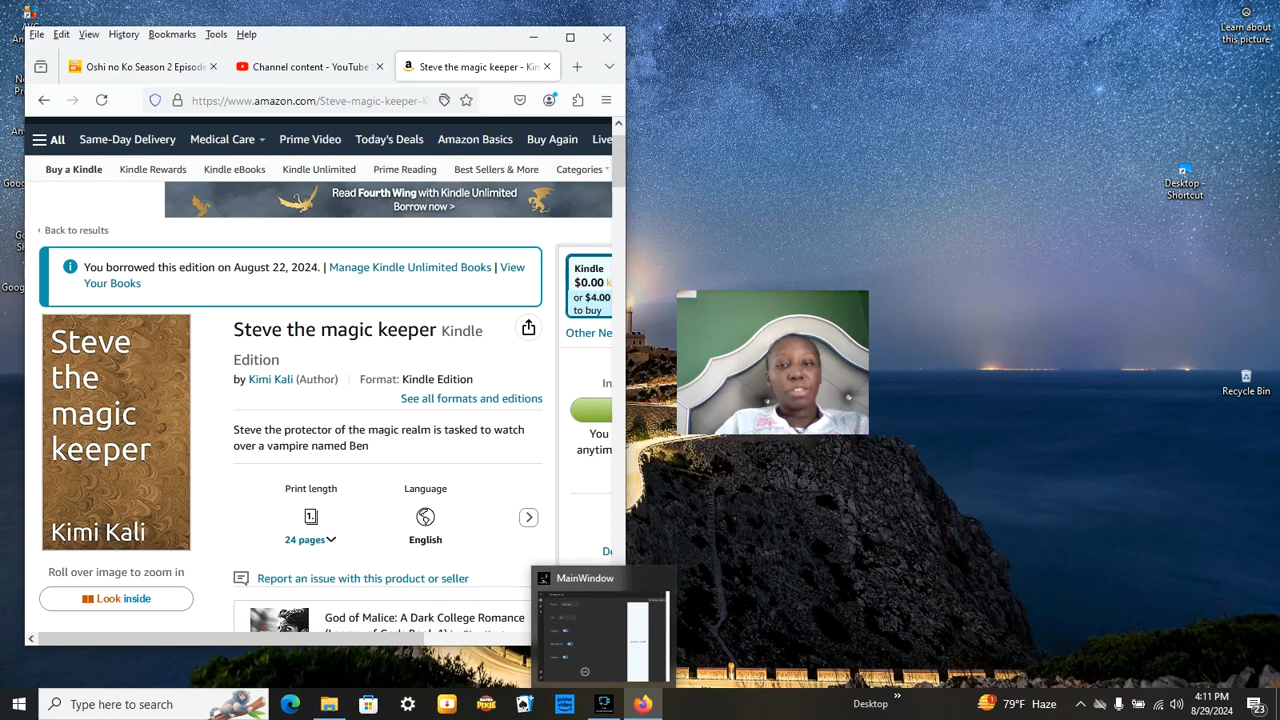 File Edit View History Bookmarks Tools Help
Oshi no Ko Season 2 Episode
Channel content - YouTube
Steve the magic keeper - Kin
https://www.amazon.com/Steve-magic-keeper-K
All Same-Day Delivery Medical Care Prime Video Today's Deals Amazon Basics Buy Again Live
Buy a Kindle Kindle Rewards Kindle eBooks Kindle Unlimited Prime Reading Best Sellers & More Categories
Read Fourth Wing with Kindle Unlimited
Borrow now >
‹ Back to results
You borrowed this edition on August 22, 2024. | Manage Kindle Unlimited Books | View
Your Books
Kindle
$0.00
or $4.00
to buy
Other Ne
Steve
the
magic
keeper
Kimi Kali
Steve the magic keeper Kindle
Edition
by Kimi Kali (Author) Format: Kindle Edition
See all formats and editions
Steve the protector of the magic realm is tasked to watch
over a vampire named Ben
You
anytim
Print length
Language
24 pages
English
Roll over image to zoom in
Look inside
Report an issue with this product or seller
God of Malice: A Dark College Romance
MainWindow
Learn about
this picture
Desktop -
Shortcut
Recycle Bin
Type here to search
Desktop
79°F Haze
4:11 PM
8/29/2024